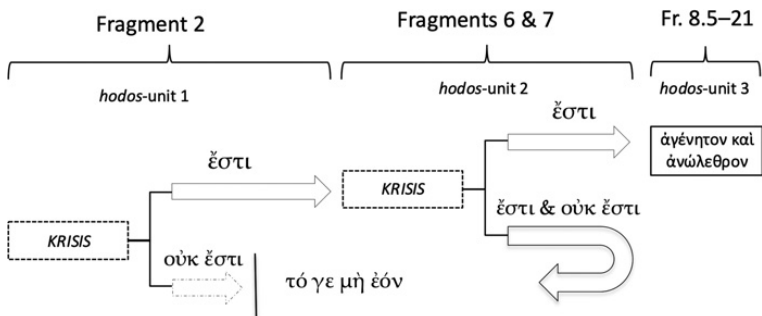 Fragment 2
Fragments 6 & 7
Fr. 8.5–21
hodos-unit 1
hodos-unit 2
hodos-unit 3
ἔστι
ἔστι
ἀγένητον καὶ
ἀνώλεθρον
KRISIS
KRISIS
ἔστι & οὐκ ἔστι
οὐκ ἔστι
τό γε μὴ ἐόν